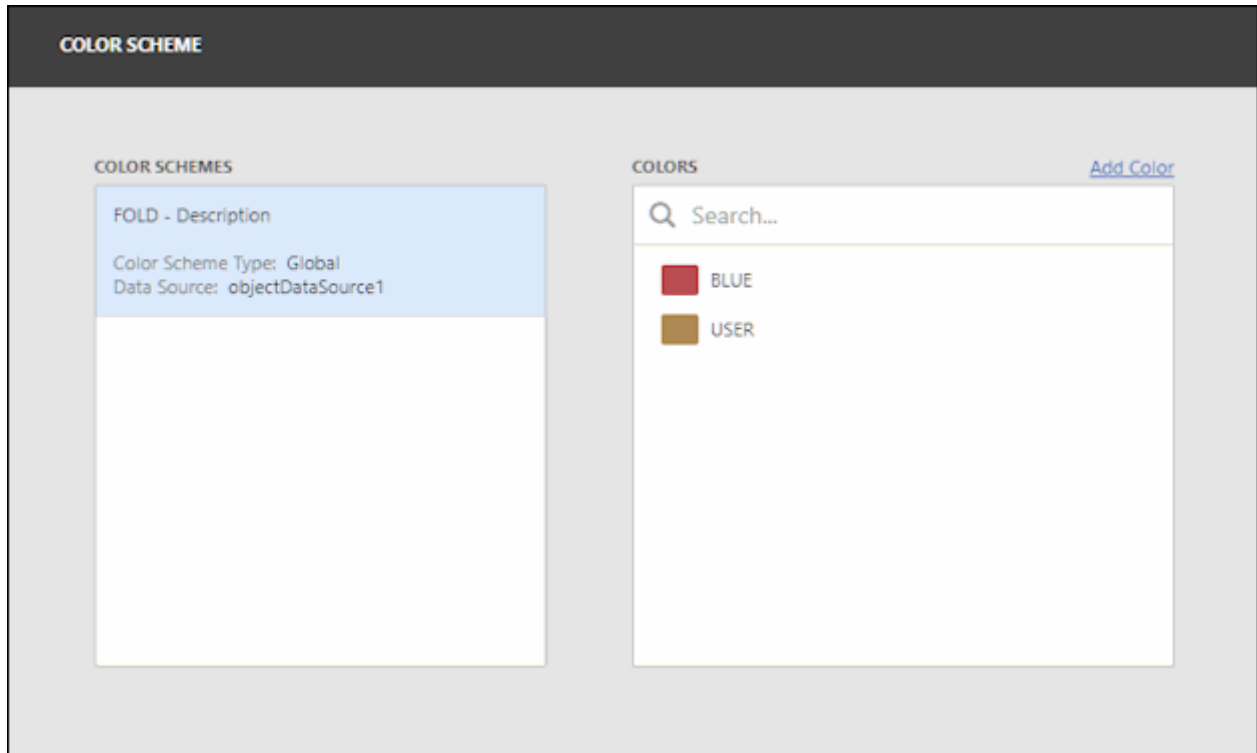 COLOR SCHEME
COLOR SCHEMES
FOLD - Description
Color Scheme Type: Global
Data Source: objectDataSource1
COLORS
Add Color
Search...
BLUE
USER